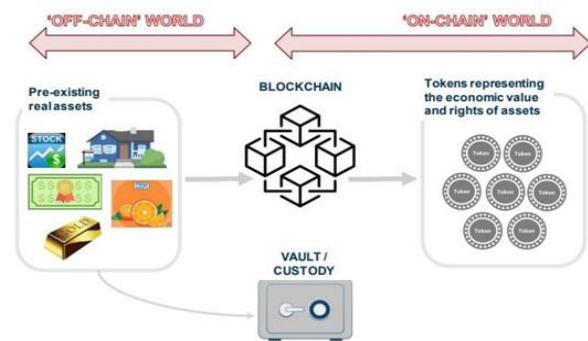 'OFF-CHAIN' WORLD
'ON-CHAIN' WORLD
Pre-existing
real assets
BLOCKCHAIN
Tokens representing
the economic value
and rights of assets
STOCK
$
GOLD
Token
Token
Token
Token
Token
Token
Token
VAULT /
CUSTODY